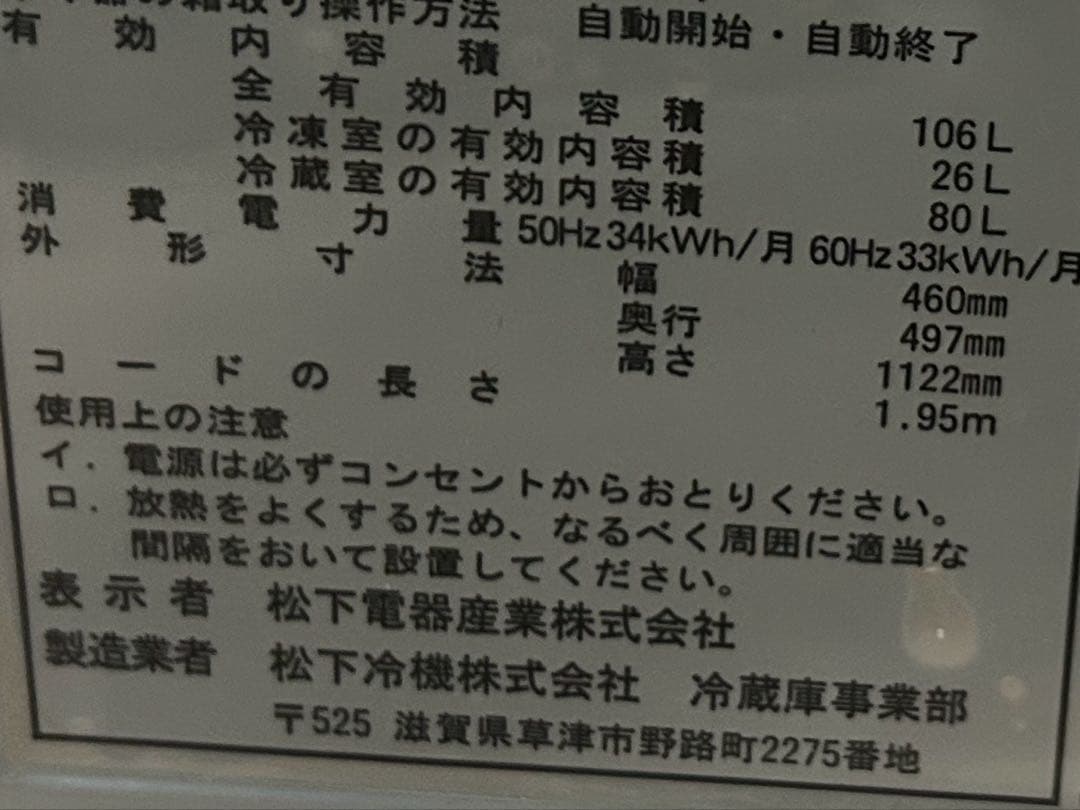 霜取り操作方法 自動開始・自動終了
有効内容積
全有効内容積 106L
冷凍室の有効内容積 26L
冷蔵室の有効内容積 80L
消費電力量 50Hz34kWh/月 60Hz33kWh/月
外形寸法 幅 460mm
奥行 497mm
高さ 1122mm
コードの長さ 1.95m
使用上の注意
イ.電源は必ずコンセントからおとりください。
ロ.放熱をよくするため、なるべく周囲に適当な
間隔をおいて設置してください。
表示者 松下電器産業株式会社
製造業者 松下冷機株式会社 冷蔵庫事業部
〒525 滋賀県草津市野路町2275番地